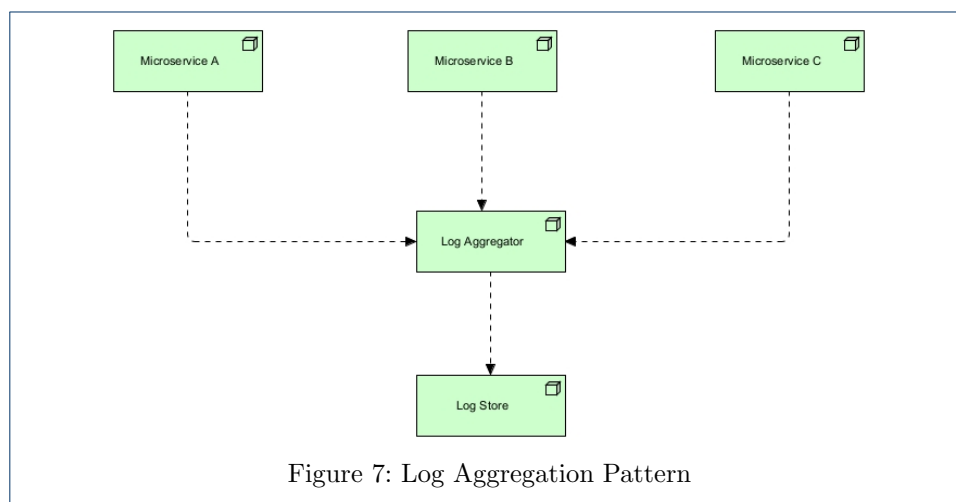 Microservice A
Microservice B
Microservice C
Log Aggregator
Log Store
Figure 7: Log Aggregation Pattern